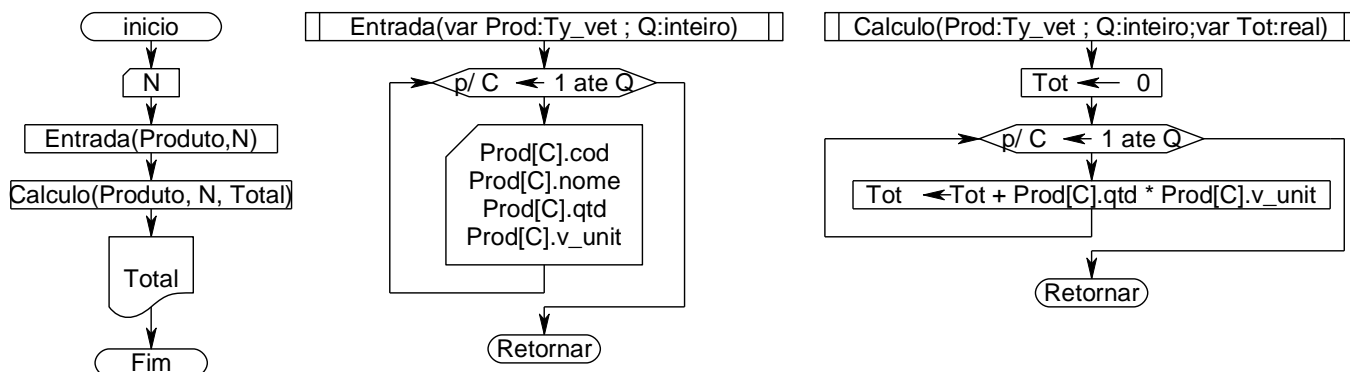 inicio
N
Entrada(Produto,N)
Calculo(Produto, N, Total)
Total
Fim
Entrada(var Prod:Ty_vet ; Q:inteiro)
p/ C ← 1 ate Q
Prod[C].cod
Prod[C].nome
Prod[C].qtd
Prod[C].v_unit
Retornar
Calculo(Prod:Ty_vet ; Q:inteiro;var Tot:real)
Tot ← 0
p/ C ← 1 ate Q
Tot ← Tot + Prod[C].qtd * Prod[C].v_unit
Retornar